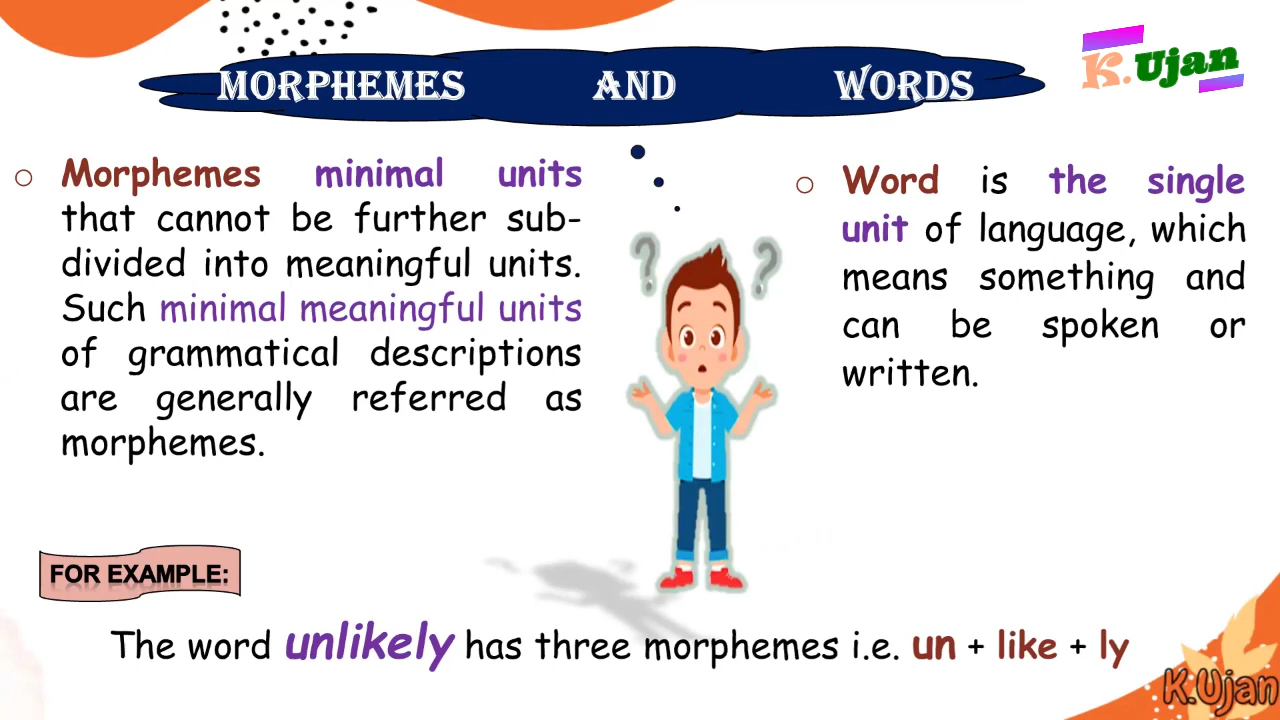 MORPHEMES AND WORDS
K.Ujan
Morphemes minimal units
that cannot be further sub-
divided into meaningful units.
Such minimal meaningful units
of grammatical descriptions
are generally referred as
morphemes.
Word is the single
unit of language, which
means something and
can be spoken or
written.
? ?
FOR EXAMPLE:
The word unlikely has three morphemes i.e. un + like + ly
K.Ujan